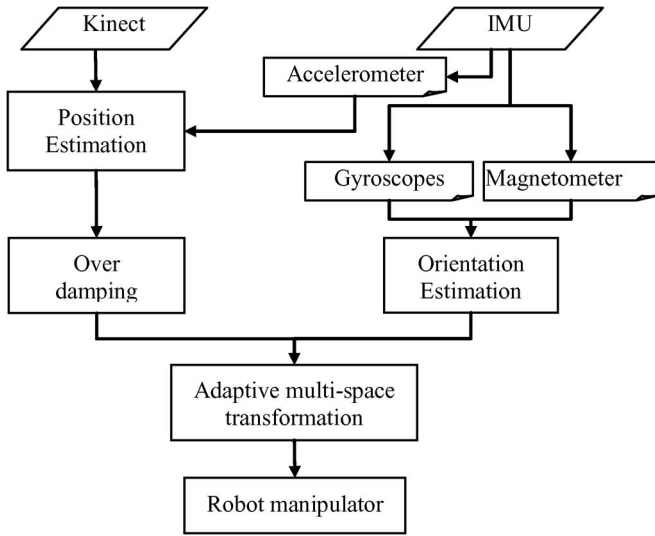 Kinect
IMU
Accelerometer
Position
Estimation
Gyroscopes
Magnetometer
Over
damping
Orientation
Estimation
Adaptive multi-space
transformation
Robot manipulator